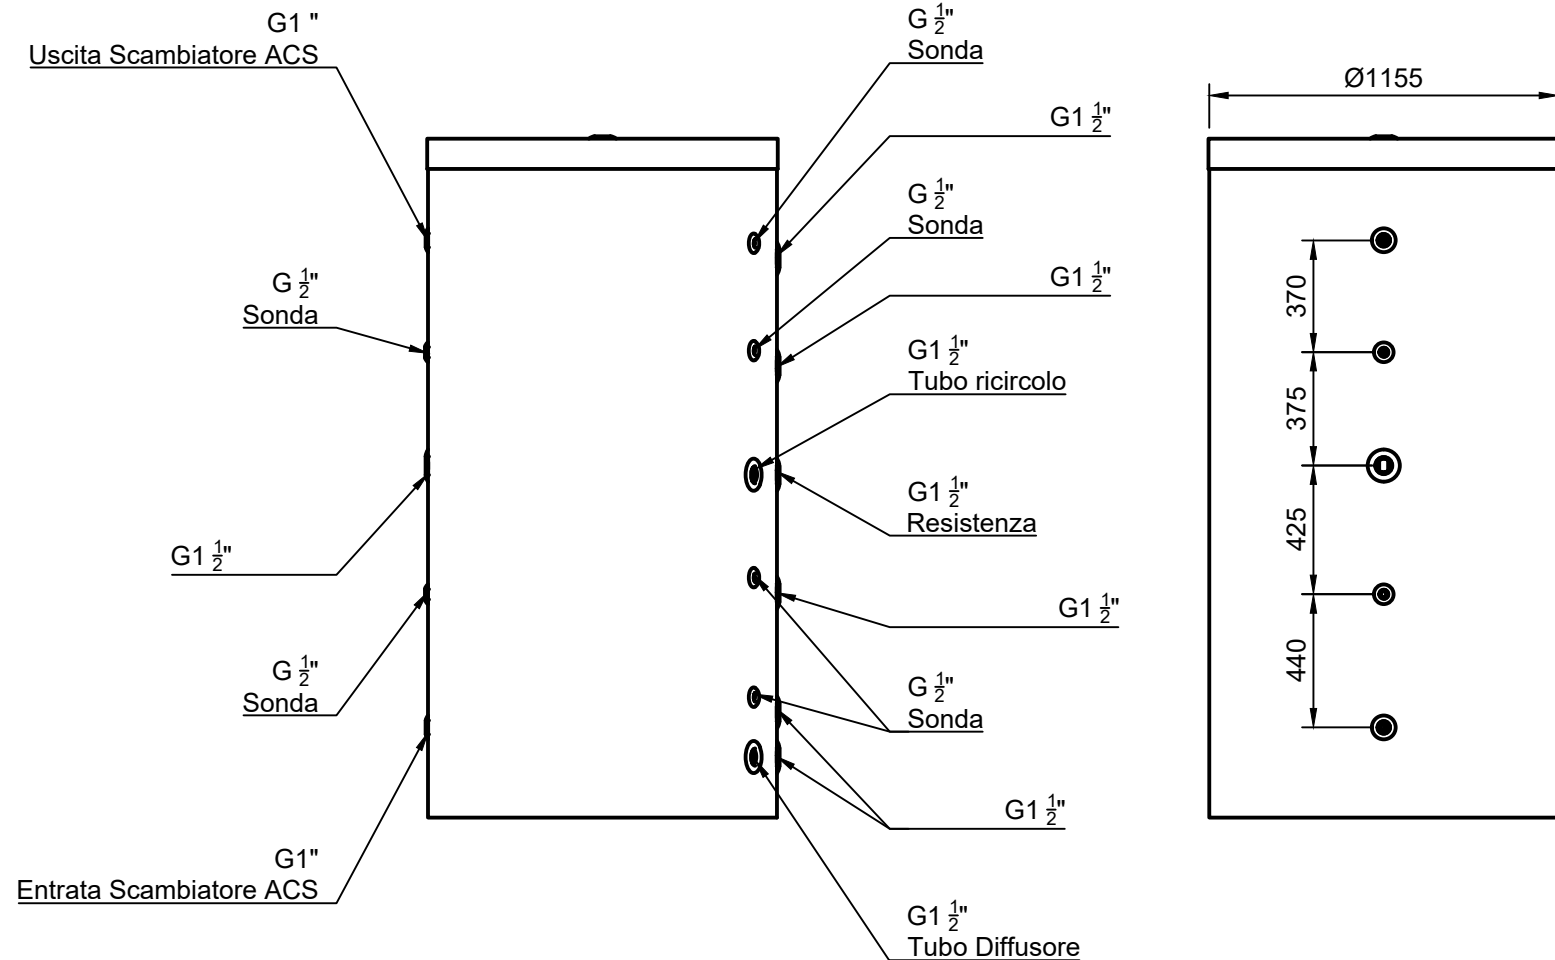 G1 "
Uscita Scambiatore ACS
G 1/2"
Sonda
G1 1/2"
G 1/2"
Sonda
G1"
Entrata Scambiatore ACS
G 1/2"
Sonda
G1 1/2"
G 1/2"
Sonda
G1 1/2"
G1 1/2"
Tubo ricircolo
G1 1/2"
Resistenza
G1 1/2"
G 1/2"
Sonda
G1 1/2"
G1 1/2"
Tubo Diffusore
Ø1155
370
375
425
440